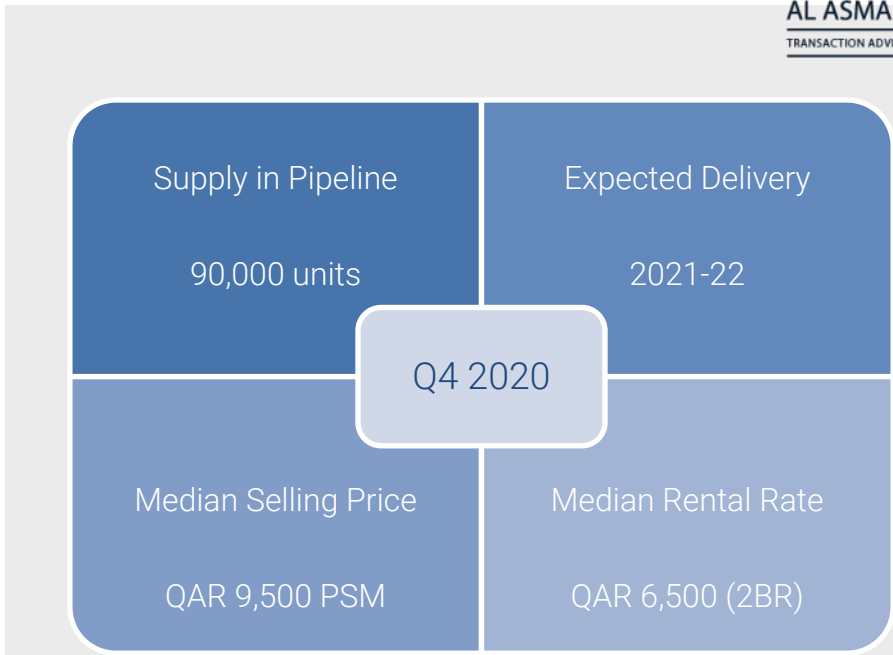 AL ASMA
TRANSACTION
Supply in Pipeline
90,000 units
Expected Delivery
2021-22
Q4 2020
Median Selling Price
QAR 9,500 PSM
Median Rental Rate
QAR 6,500 (2BR)